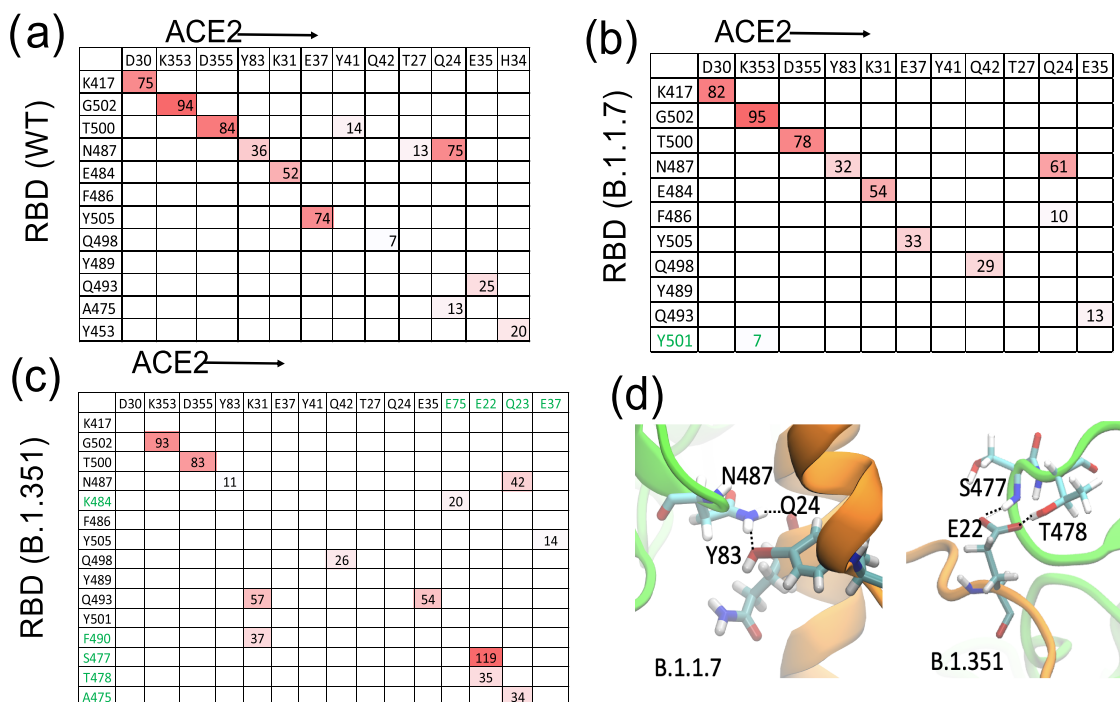 (a)
ACE2
RBD (WT)
D30 K353 D355 Y83 K31 E37 Y41 Q42 T27 Q24 E35 H34
K417 75
G502 94
T500 84 14
N487 36 13 75
E484 52
F486
Y505 74
Q498 7
Y489
Q493 25
A475 13
Y453 20
(b)
ACE2
RBD (B.1.1.7)
D30 K353 D355 Y83 K31 E37 Y41 Q42 T27 Q24 E35
K417 82
G502 95
T500 78
N487 32 61
E484 54
F486 10
Y505 33
Q498 29
Y489
Q493 13
Y501 7
(c)
ACE2
RBD (B.1.351)
D30 K353 D355 Y83 K31 E37 Y41 Q42 T27 Q24 E35 E75 E22 Q23 E37
K417
G502 93
T500 83
N487 11 42
K484 20
F486
Y505 14
Q498 26
Y489
Q493 57 54
Y501
F490 37
S477 119
T478 35
A475 34
(d)
N487
Q24
Y83
B.1.1.7
S477
E22
T478
B.1.351